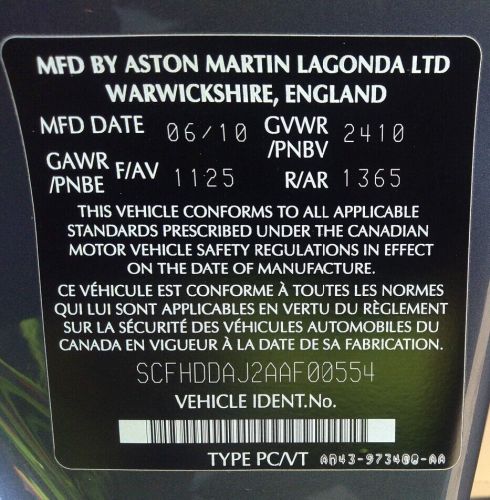 MFD BY ASTON MARTIN LAGONDA LTD
WARWICKSHIRE, ENGLAND
MFD DATE 06/10 GVWR /PNBV 2410
GAWR /PNBE F/AV 1125 R/AR 1365
THIS VEHICLE CONFORMS TO ALL APPLICABLE
STANDARDS PRESCRIBED UNDER THE CANADIAN
MOTOR VEHICLE SAFETY REGULATIONS IN EFFECT
ON THE DATE OF MANUFACTURE.
CE VÉHICULE EST CONFORME À TOUTES LES NORMES
QUI LUI SONT APPLICABLES EN VERTU DU RÈGLEMENT
SUR LA SÉCURITÉ DES VÉHICULES AUTOMOBILES DU
CANADA EN VIGUEUR À LA DATE DE SA FABRICATION.
SCFHDDAJ2AAF00554
VEHICLE IDENT.No.
TYPE PC/VT